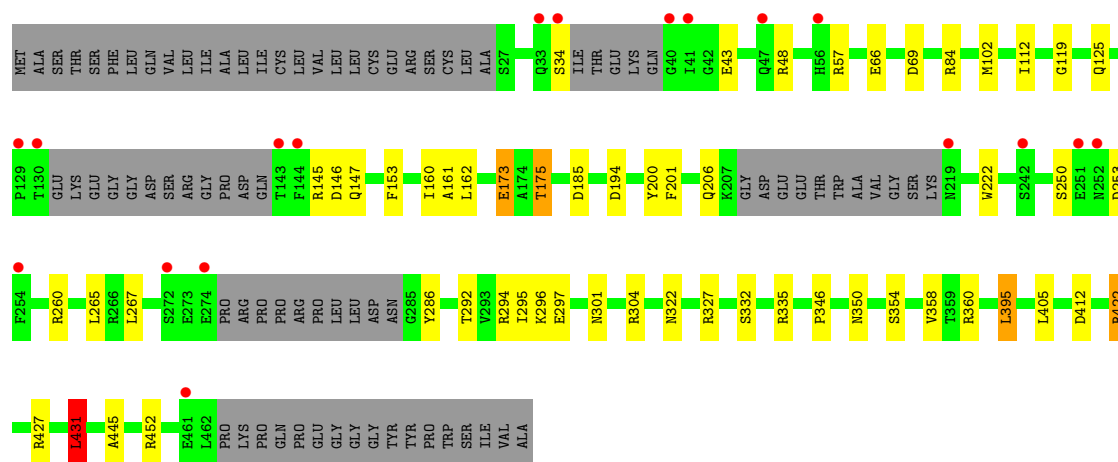 MET ALA SER THR SER PHE LEU GLN VAL LEU ILE ALA LEU ILE CYS LEU VAL LEU LEU CYS GLU ARG SER CYS LEU ALA S27 Q33 S34 ILE THR GLU LYS GLN G40 I41 G42 E43 Q47 R48 H56 R57 E66 D69 R84 M102 I112 G119 Q125
P129 T130 GLU LYS GLU GLY GLY ASP SER ARG GLY PRO ASP GLN T143 F144 R145 D146 Q147 F153 I160 A161 L162 E173 A174 T175 D185 D194 Y200 F201 Q206 K207 GLY ASP GLU GLU THR TRP ALA VAL GLY SER LYS N219 W222 S242 S250 E251 N252
F254 R260 L265 R266 L267 S272 E273 E274 PRO ARG PRO PRO ARG PRO LEU LEU ASP ASN G285 Y286 T292 V293 R294 I295 K296 E297 N301 R304 N322 R327 S332 R335 P346 N350 S354 V358 T359 R360 L395 L405 D412
R427 L431 A445 R452 E461 L462 PRO LYS PRO GLN PRO GLU GLY GLY GLY TYR TYR PRO TRP SER ILE VAL ALA